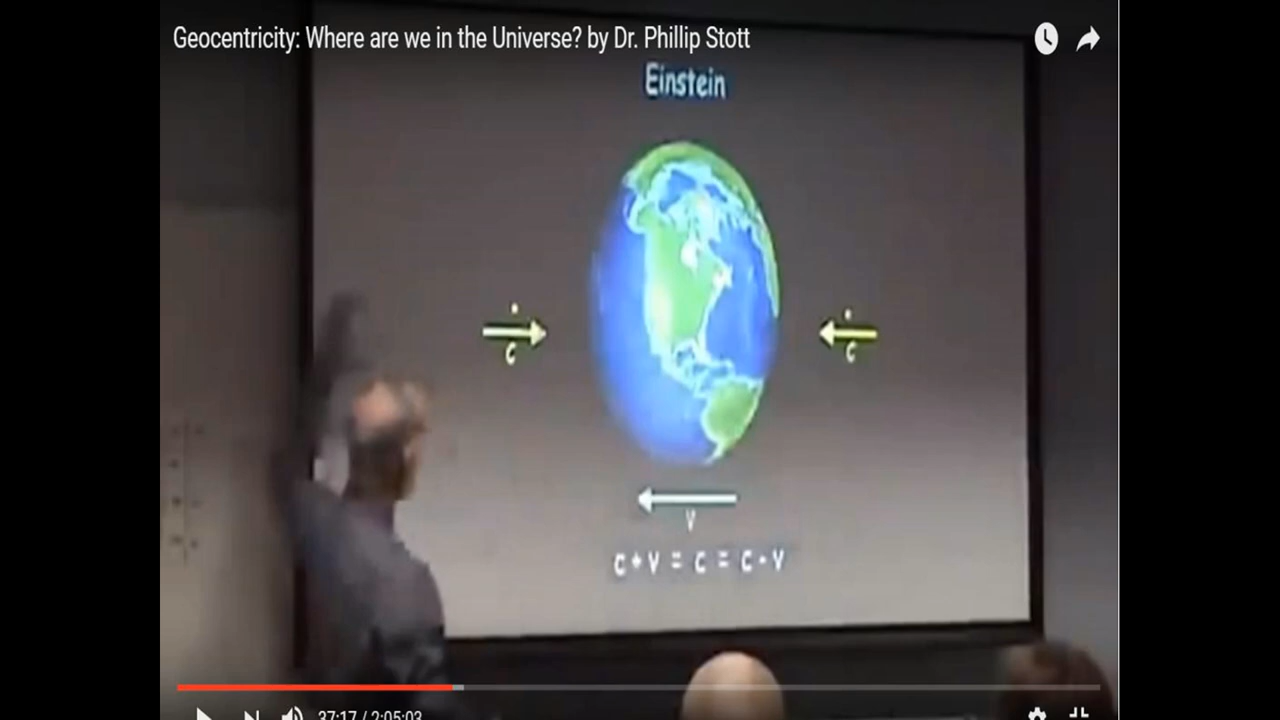 Geocentricity: Where are we in the Universe? by Dr. Phillip Stott
Einstein
c c
v
c+v = c = c-v
37:17 / 2:05:03